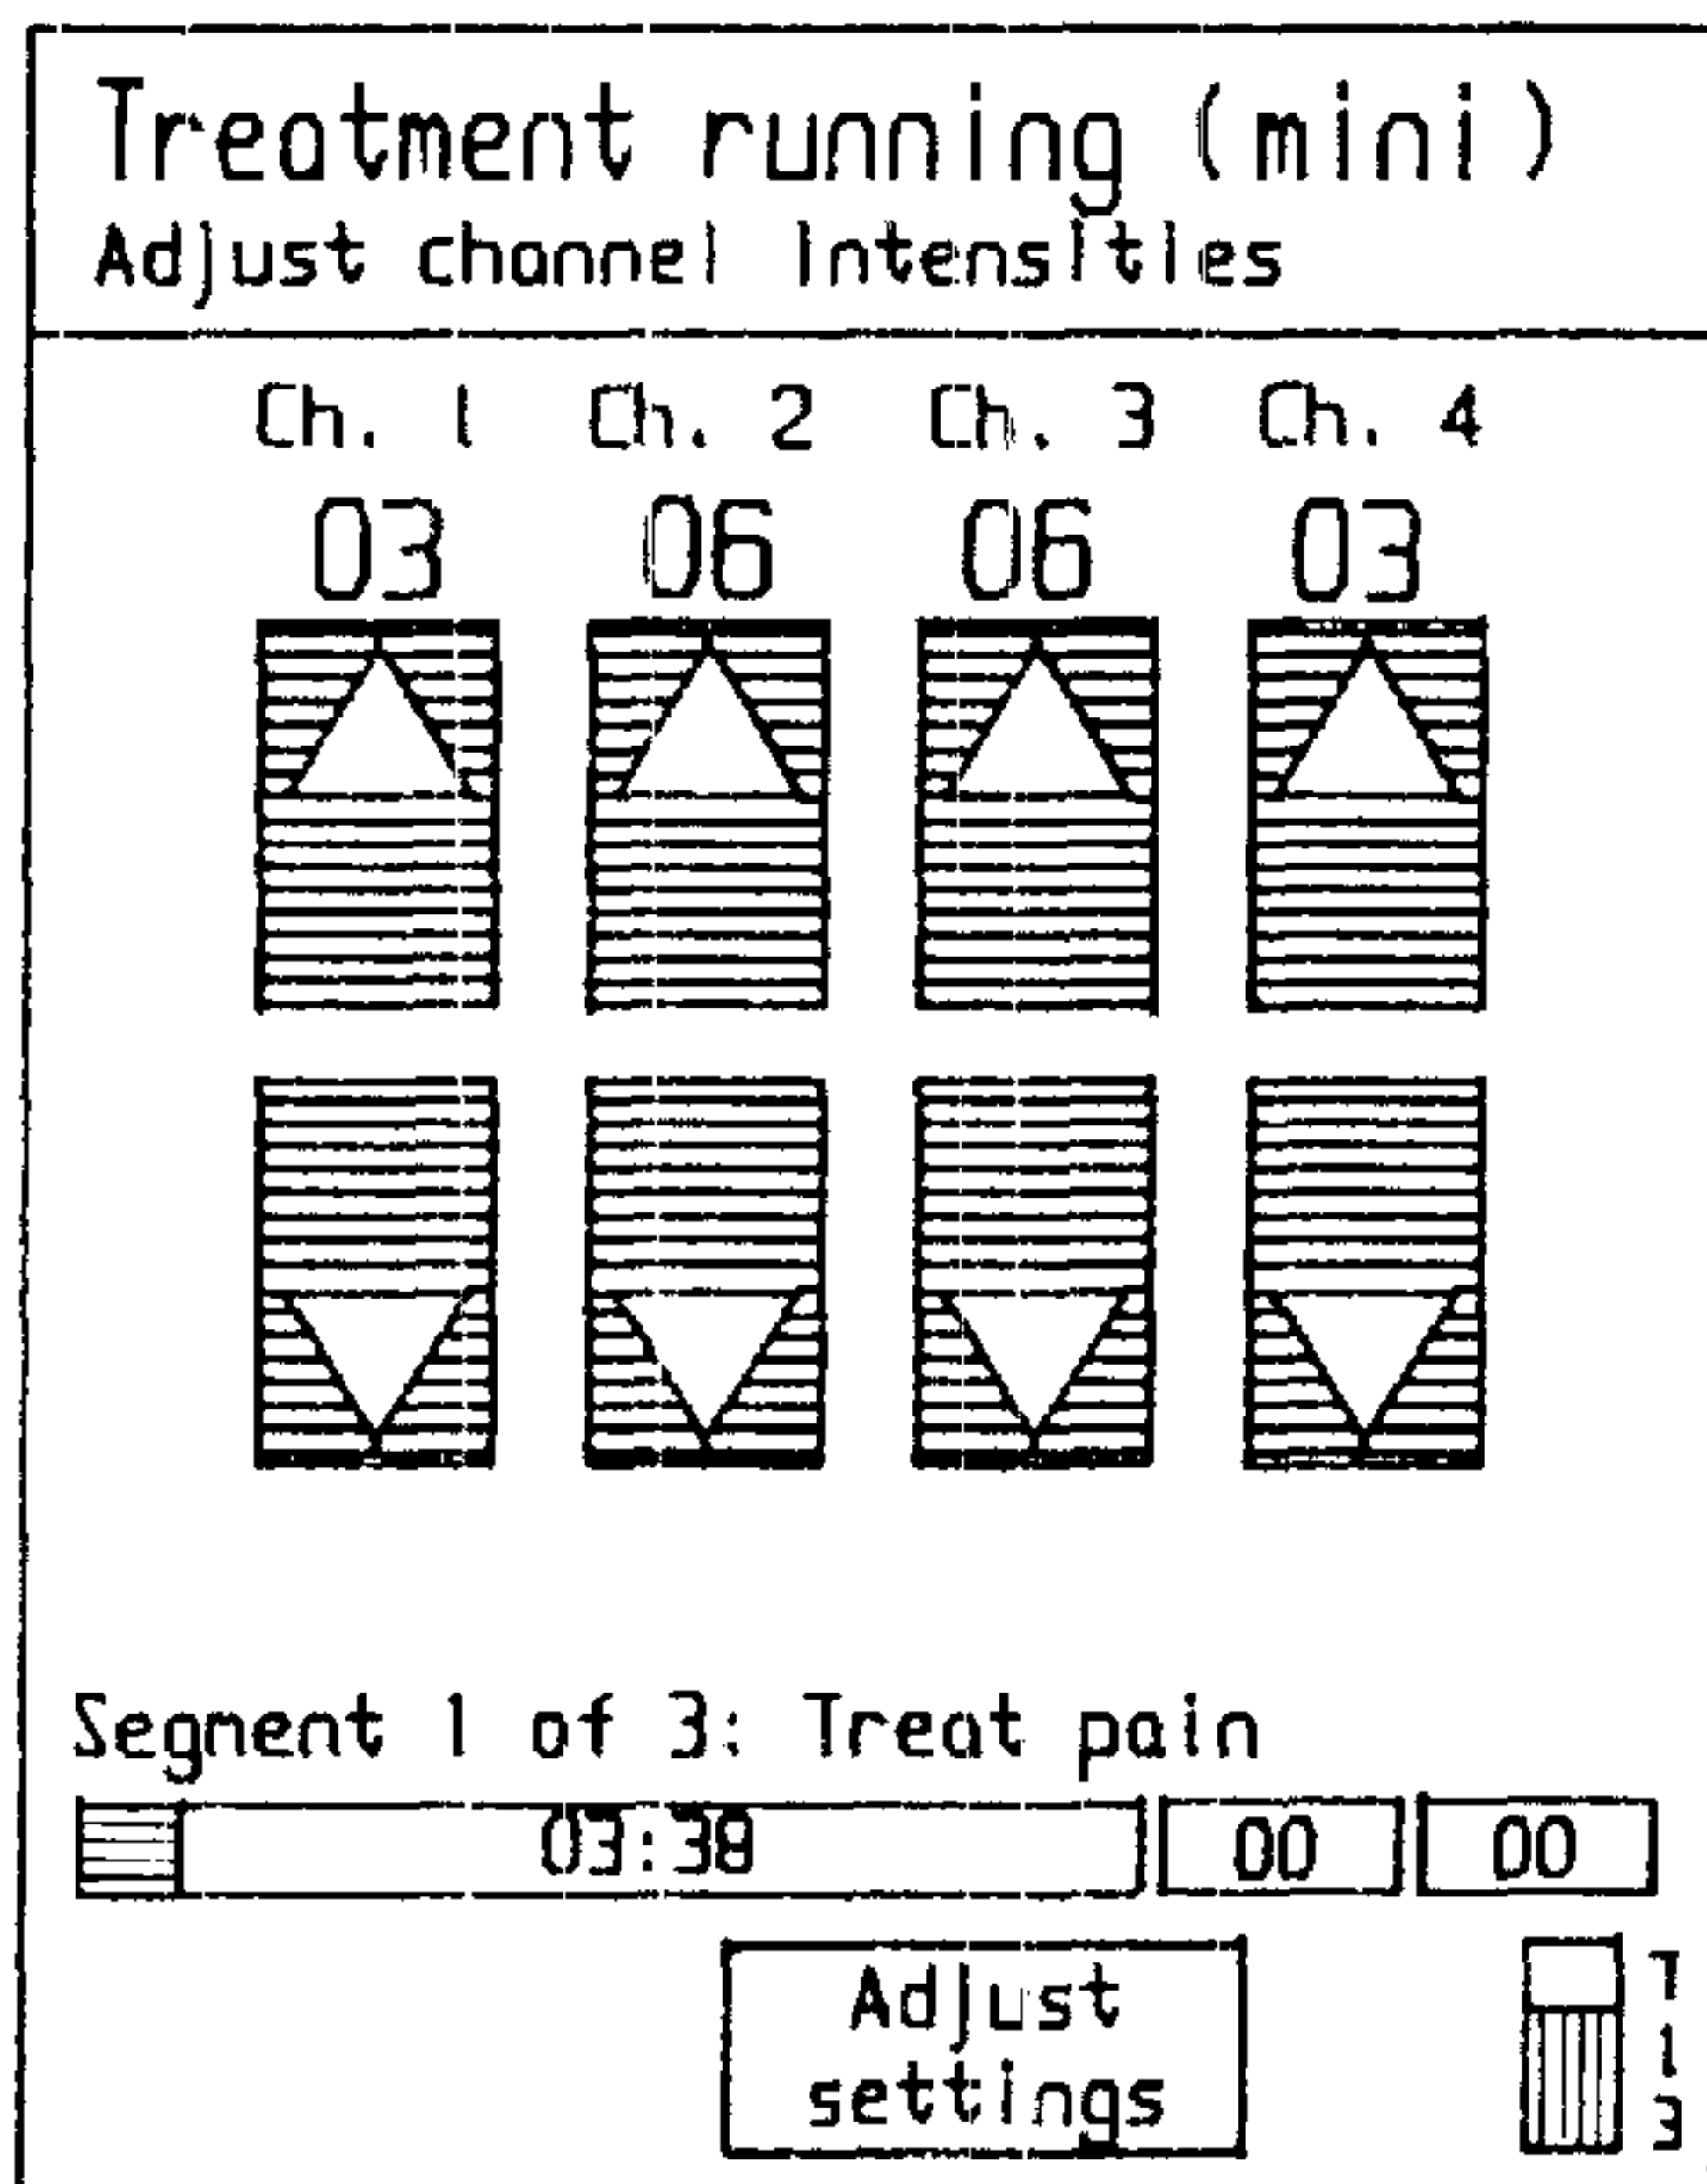 Treatment running (mini)
Adjust channel intensities
Ch. 1 Ch. 2 Ch. 3 Ch. 4
03 06 06 03
Segment 1 of 3: Treat pain
03:38 00 00
Adjust
settings
T
1
3